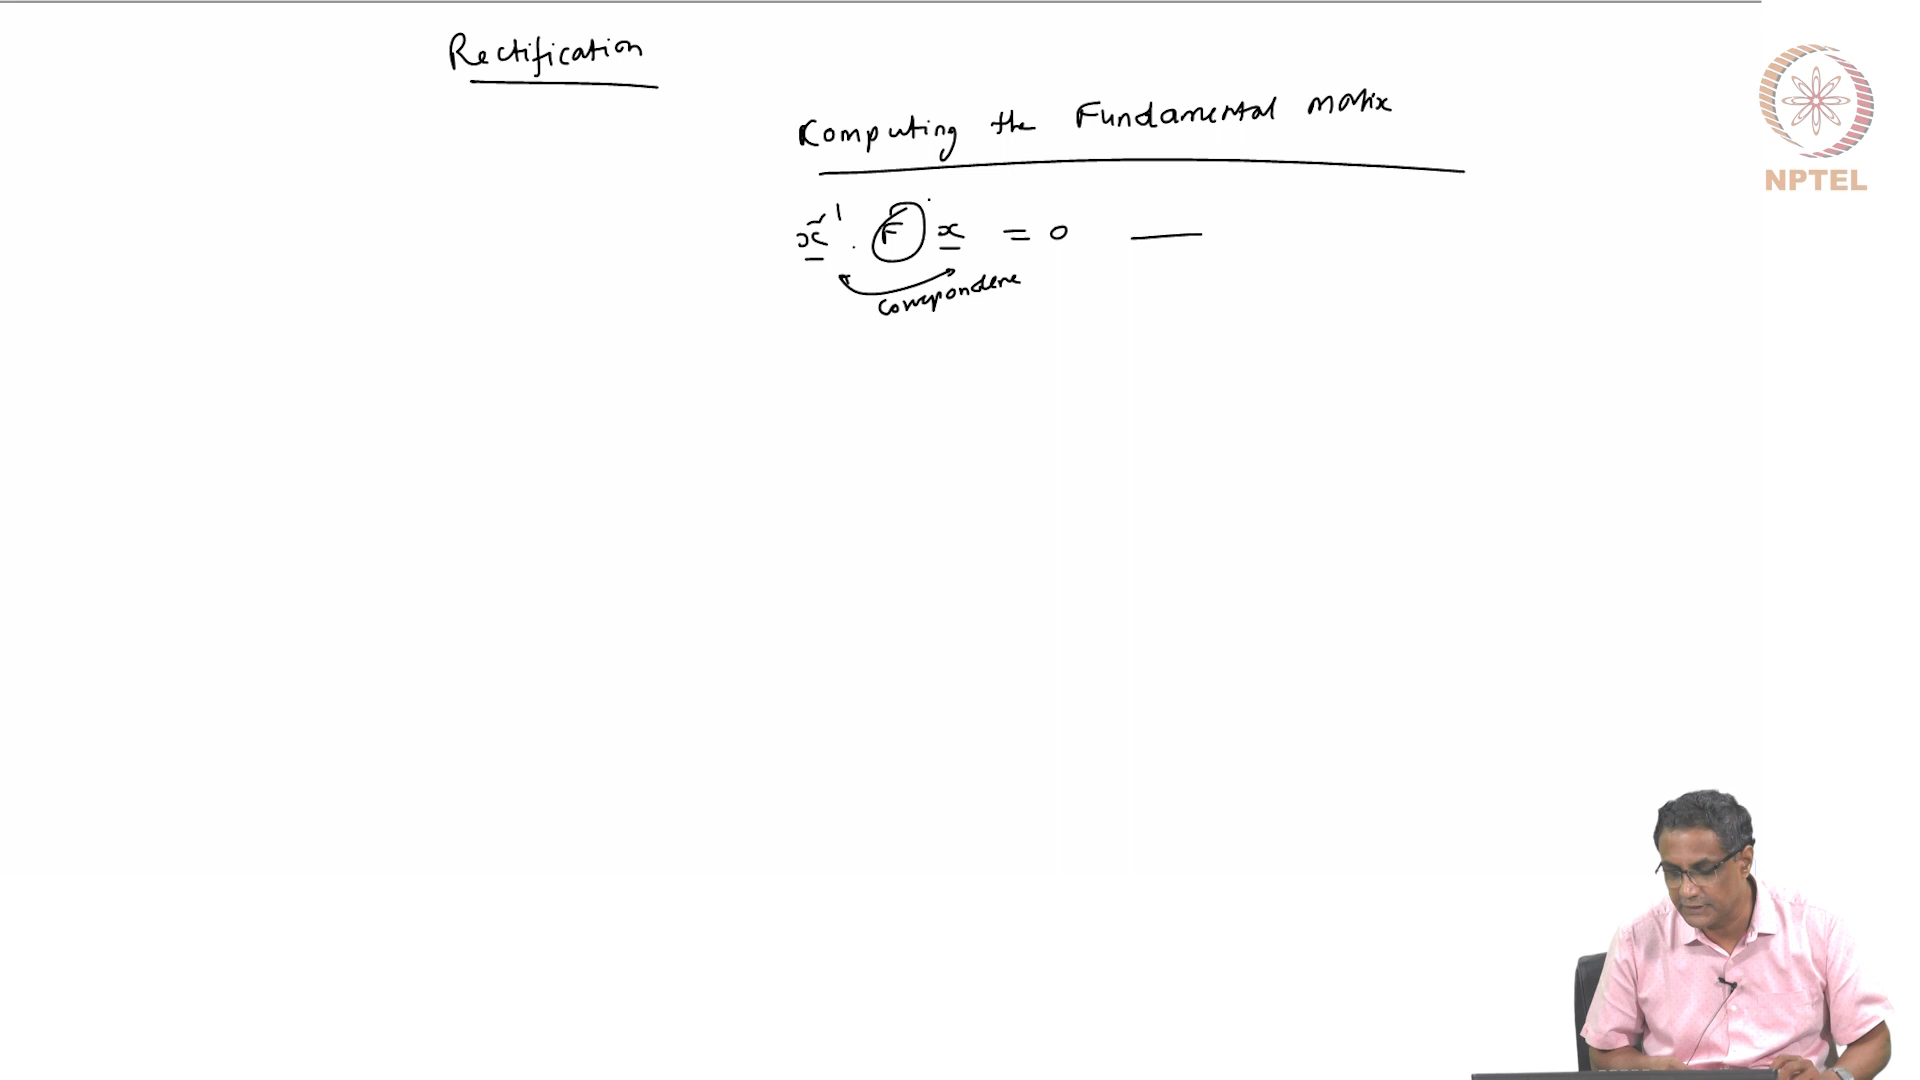 Rectification
Computing the Fundamental matrix
x̃' . F x = 0 —
correspondence
NPTEL